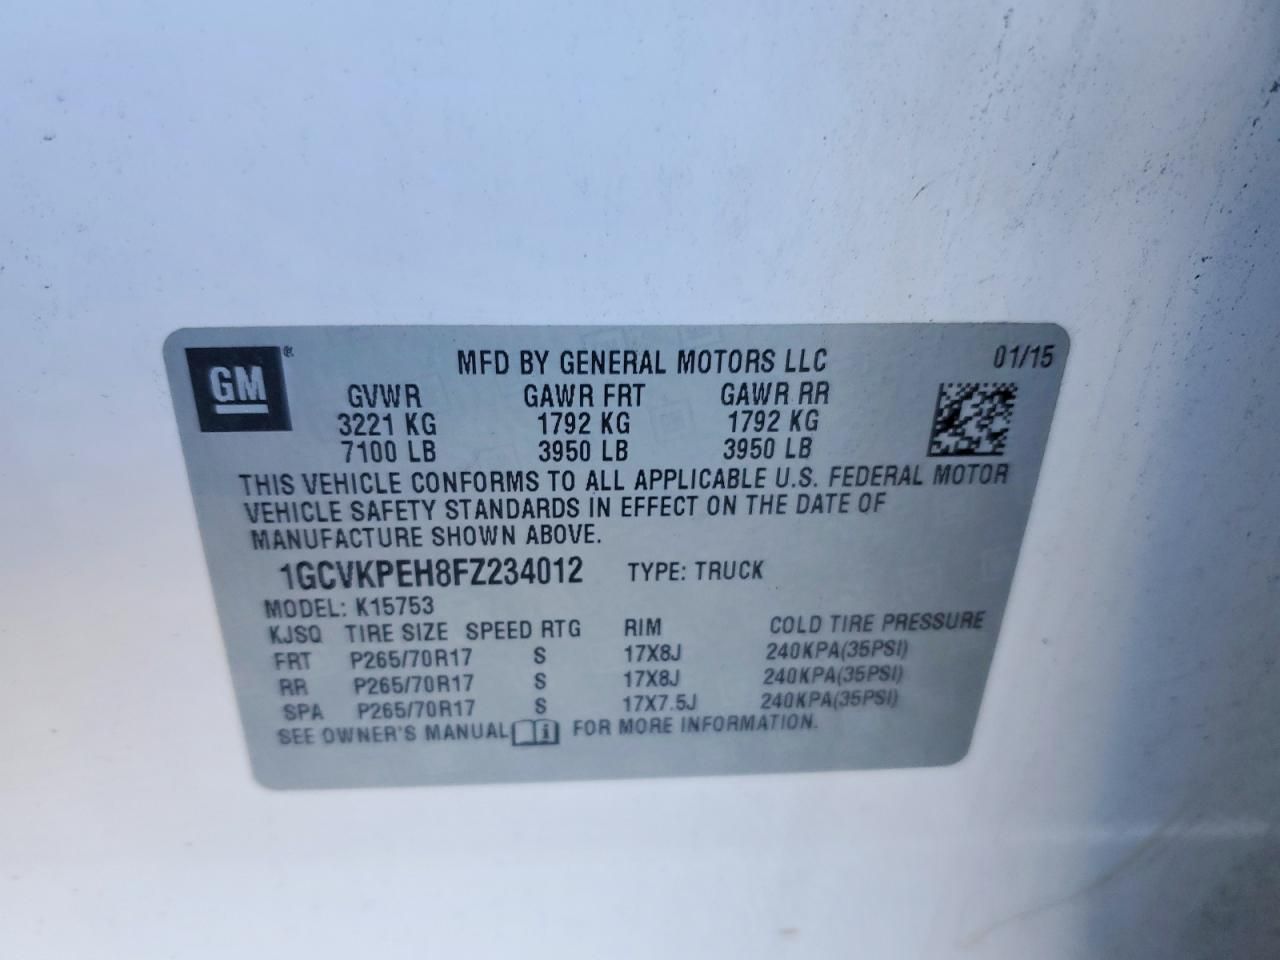 GM®
MFD BY GENERAL MOTORS LLC 01/15
GVWR GAWR FRT GAWR RR
3221 KG 1792 KG 1792 KG
7100 LB 3950 LB 3950 LB
THIS VEHICLE CONFORMS TO ALL APPLICABLE U.S. FEDERAL MOTOR
VEHICLE SAFETY STANDARDS IN EFFECT ON THE DATE OF
MANUFACTURE SHOWN ABOVE.
1GCVKPEH8FZ234012 TYPE: TRUCK
MODEL: K15753
KJSQ TIRE SIZE SPEED RTG RIM COLD TIRE PRESSURE
FRT P265/70R17 S 17X8J 240KPA(35PSI)
RR P265/70R17 S 17X8J 240KPA(35PSI)
SPA P265/70R17 S 17X7.5J 240KPA(35PSI)
SEE OWNER'S MANUAL FOR MORE INFORMATION.